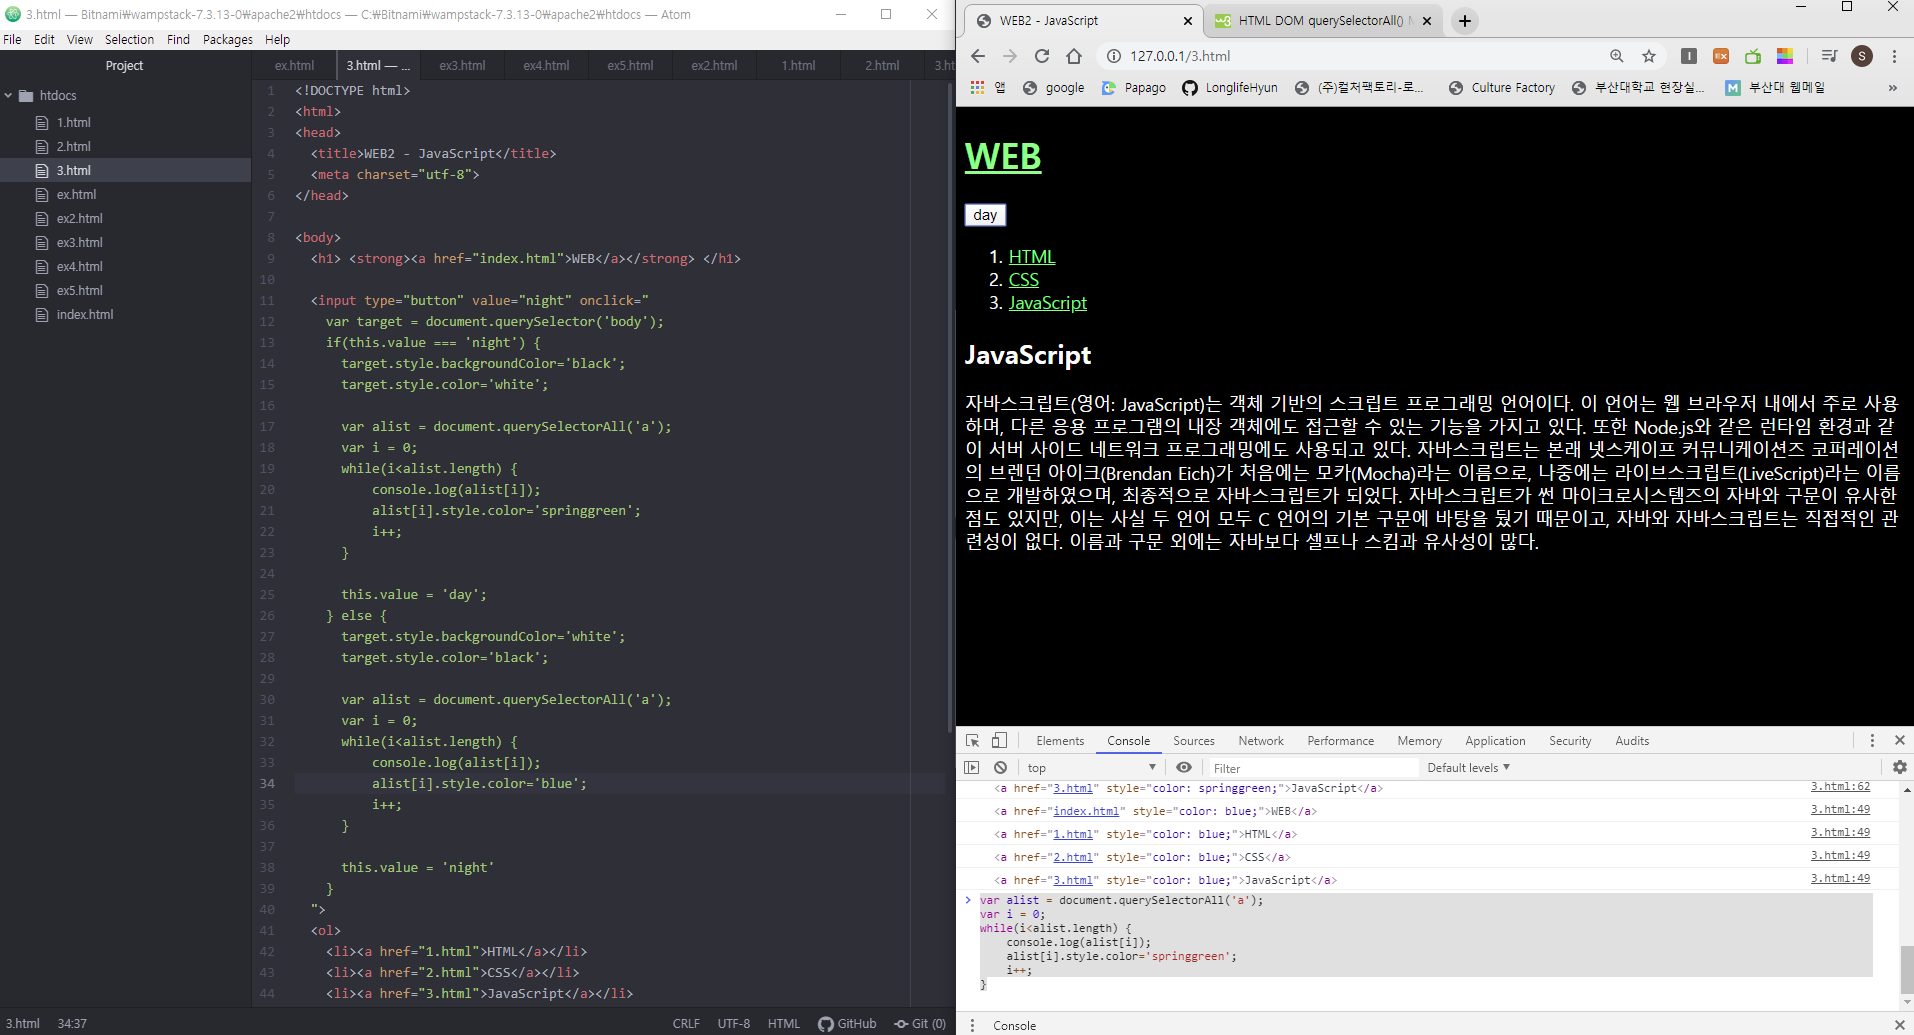 3.html — Bitnami₩wampstack-7.3.13-0₩apache2₩htdocs — C:₩Bitnami₩wampstack-7.3.13-0₩apache2₩htdocs — Atom
File Edit View Selection Find Packages Help
Project
htdocs
1.html
2.html
3.html
ex.html
ex2.html
ex3.html
ex4.html
ex5.html
index.html
ex.html 3.html — ... ex3.html ex4.html ex5.html ex2.html 1.html 2.html 3.ht
1 <!DOCTYPE html>
2 <html>
3 <head>
4 <title>WEB2 - JavaScript</title>
5 <meta charset="utf-8">
6 </head>
7
8 <body>
9 <h1> <strong><a href="index.html">WEB</a></strong> </h1>
10
11 <input type="button" value="night" onclick="
12 var target = document.querySelector('body');
13 if(this.value === 'night') {
14 target.style.backgroundColor='black';
15 target.style.color='white';
16
17 var alist = document.querySelectorAll('a');
18 var i = 0;
19 while(i<alist.length) {
20 console.log(alist[i]);
21 alist[i].style.color='springgreen';
22 i++;
23 }
24
25 this.value = 'day';
26 } else {
27 target.style.backgroundColor='white';
28 target.style.color='black';
29
30 var alist = document.querySelectorAll('a');
31 var i = 0;
32 while(i<alist.length) {
33 console.log(alist[i]);
34 alist[i].style.color='blue';
35 i++;
36 }
37
38 this.value = 'night'
39 }
40 ">
41 <ol>
42 <li><a href="1.html">HTML</a></li>
43 <li><a href="2.html">CSS</a></li>
44 <li><a href="3.html">JavaScript</a></li>
3.html 34:37 CRLF UTF-8 HTML GitHub Git (0)
WEB2 - JavaScript HTML DOM querySelectorAll()
127.0.0.1/3.html
앱 google Papago LonglifeHyun (주)컬처팩토리-로... Culture Factory 부산대학교 현장실... 부산대 웹메일 »
WEB
day
1. HTML
2. CSS
3. JavaScript
JavaScript
자바스크립트(영어: JavaScript)는 객체 기반의 스크립트 프로그래밍 언어이다. 이 언어는 웹 브라우저 내에서 주로 사용
하며, 다른 응용 프로그램의 내장 객체에도 접근할 수 있는 기능을 가지고 있다. 또한 Node.js와 같은 런타임 환경과 같
이 서버 사이드 네트워크 프로그래밍에도 사용되고 있다. 자바스크립트는 본래 넷스케이프 커뮤니케이션즈 코퍼레이션
의 브렌던 아이크(Brendan Eich)가 처음에는 모카(Mocha)라는 이름으로, 나중에는 라이브스크립트(LiveScript)라는 이름
으로 개발하였으며, 최종적으로 자바스크립트가 되었다. 자바스크립트가 썬 마이크로시스템즈의 자바와 구문이 유사한
점도 있지만, 이는 사실 두 언어 모두 C 언어의 기본 구문에 바탕을 뒀기 때문이고, 자바와 자바스크립트는 직접적인 관
련성이 없다. 이름과 구문 외에는 자바보다 셀프나 스킴과 유사성이 많다.
Elements Console Sources Network Performance Memory Application Security Audits
top Filter Default levels
<a href="3.html" style="color: springgreen;">JavaScript</a> 3.html:62
<a href="index.html" style="color: blue;">WEB</a> 3.html:49
<a href="1.html" style="color: blue;">HTML</a> 3.html:49
<a href="2.html" style="color: blue;">CSS</a> 3.html:49
<a href="3.html" style="color: blue;">JavaScript</a> 3.html:49
> var alist = document.querySelectorAll('a');
var i = 0;
while(i<alist.length) {
console.log(alist[i]);
alist[i].style.color='springgreen';
i++;
}
Console